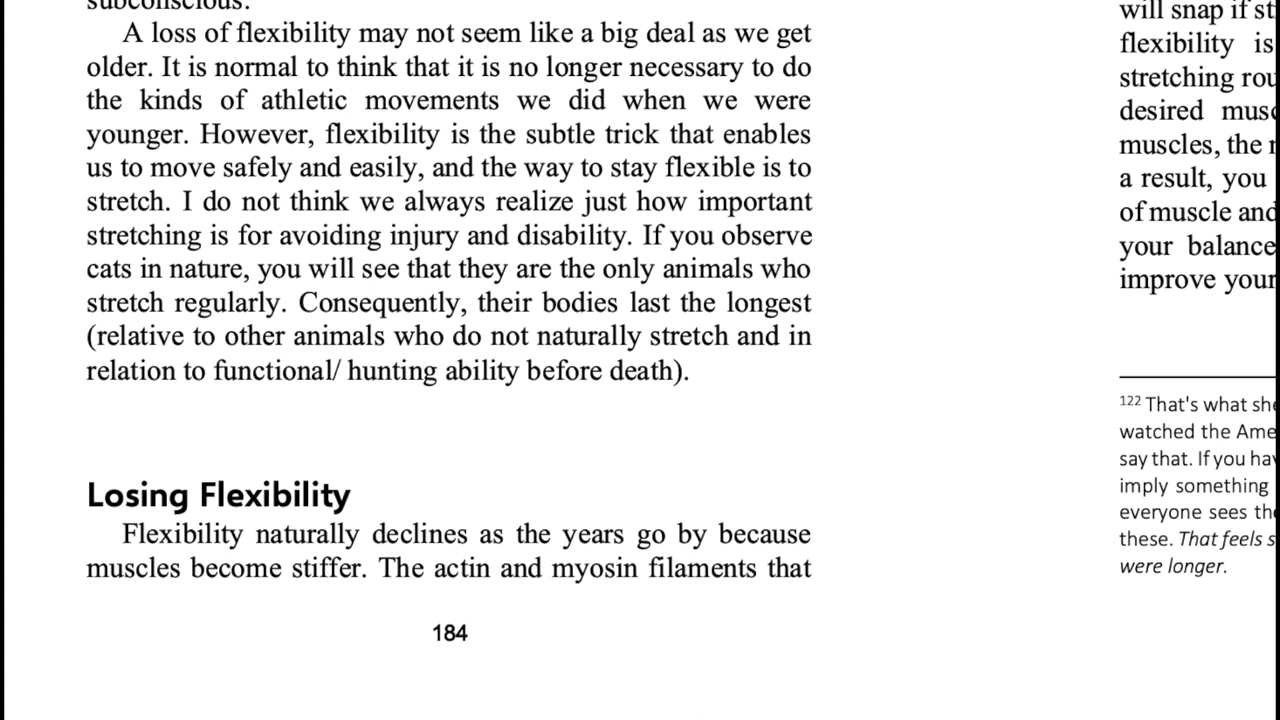 subconscious.
A loss of flexibility may not seem like a big deal as we get
older. It is normal to think that it is no longer necessary to do
the kinds of athletic movements we did when we were
younger. However, flexibility is the subtle trick that enables
us to move safely and easily, and the way to stay flexible is to
stretch. I do not think we always realize just how important
stretching is for avoiding injury and disability. If you observe
cats in nature, you will see that they are the only animals who
stretch regularly. Consequently, their bodies last the longest
(relative to other animals who do not naturally stretch and in
relation to functional/ hunting ability before death).
Losing Flexibility
Flexibility naturally declines as the years go by because
muscles become stiffer. The actin and myosin filaments that
184
will snap if st
flexibility is
stretching rou
desired musc
muscles, the
a result, you
of muscle and
your balance
improve your
122 That's what she
watched the Ame
say that. If you hav
imply something
everyone sees the
these. That feels s
were longer.